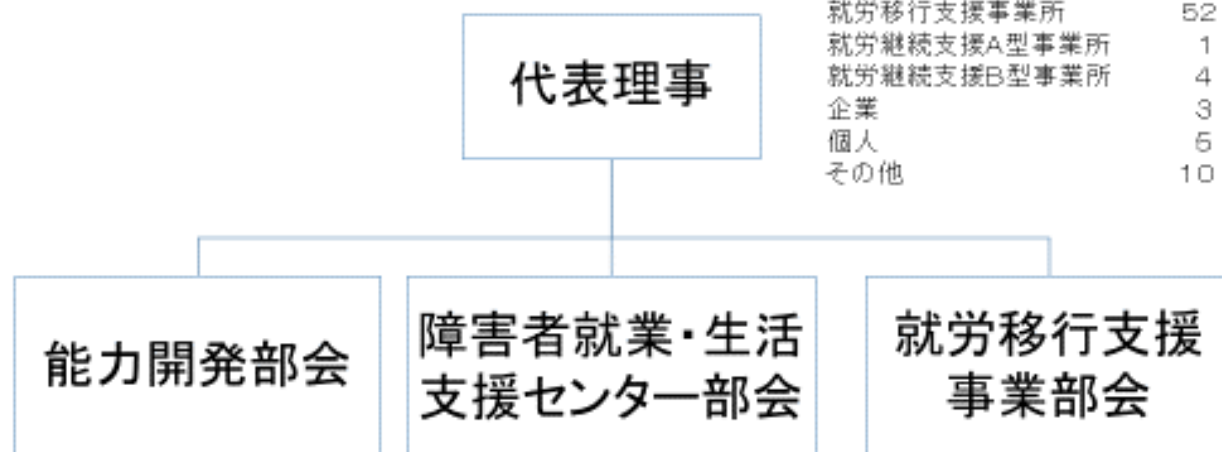 就労移行支援事業所 52
就労継続支援A型事業所 1
就労継続支援B型事業所 4
企業 3
個人 5
その他 10
代表理事
能力開発部会
障害者就業・生活
支援センター部会
就労移行支援
事業部会